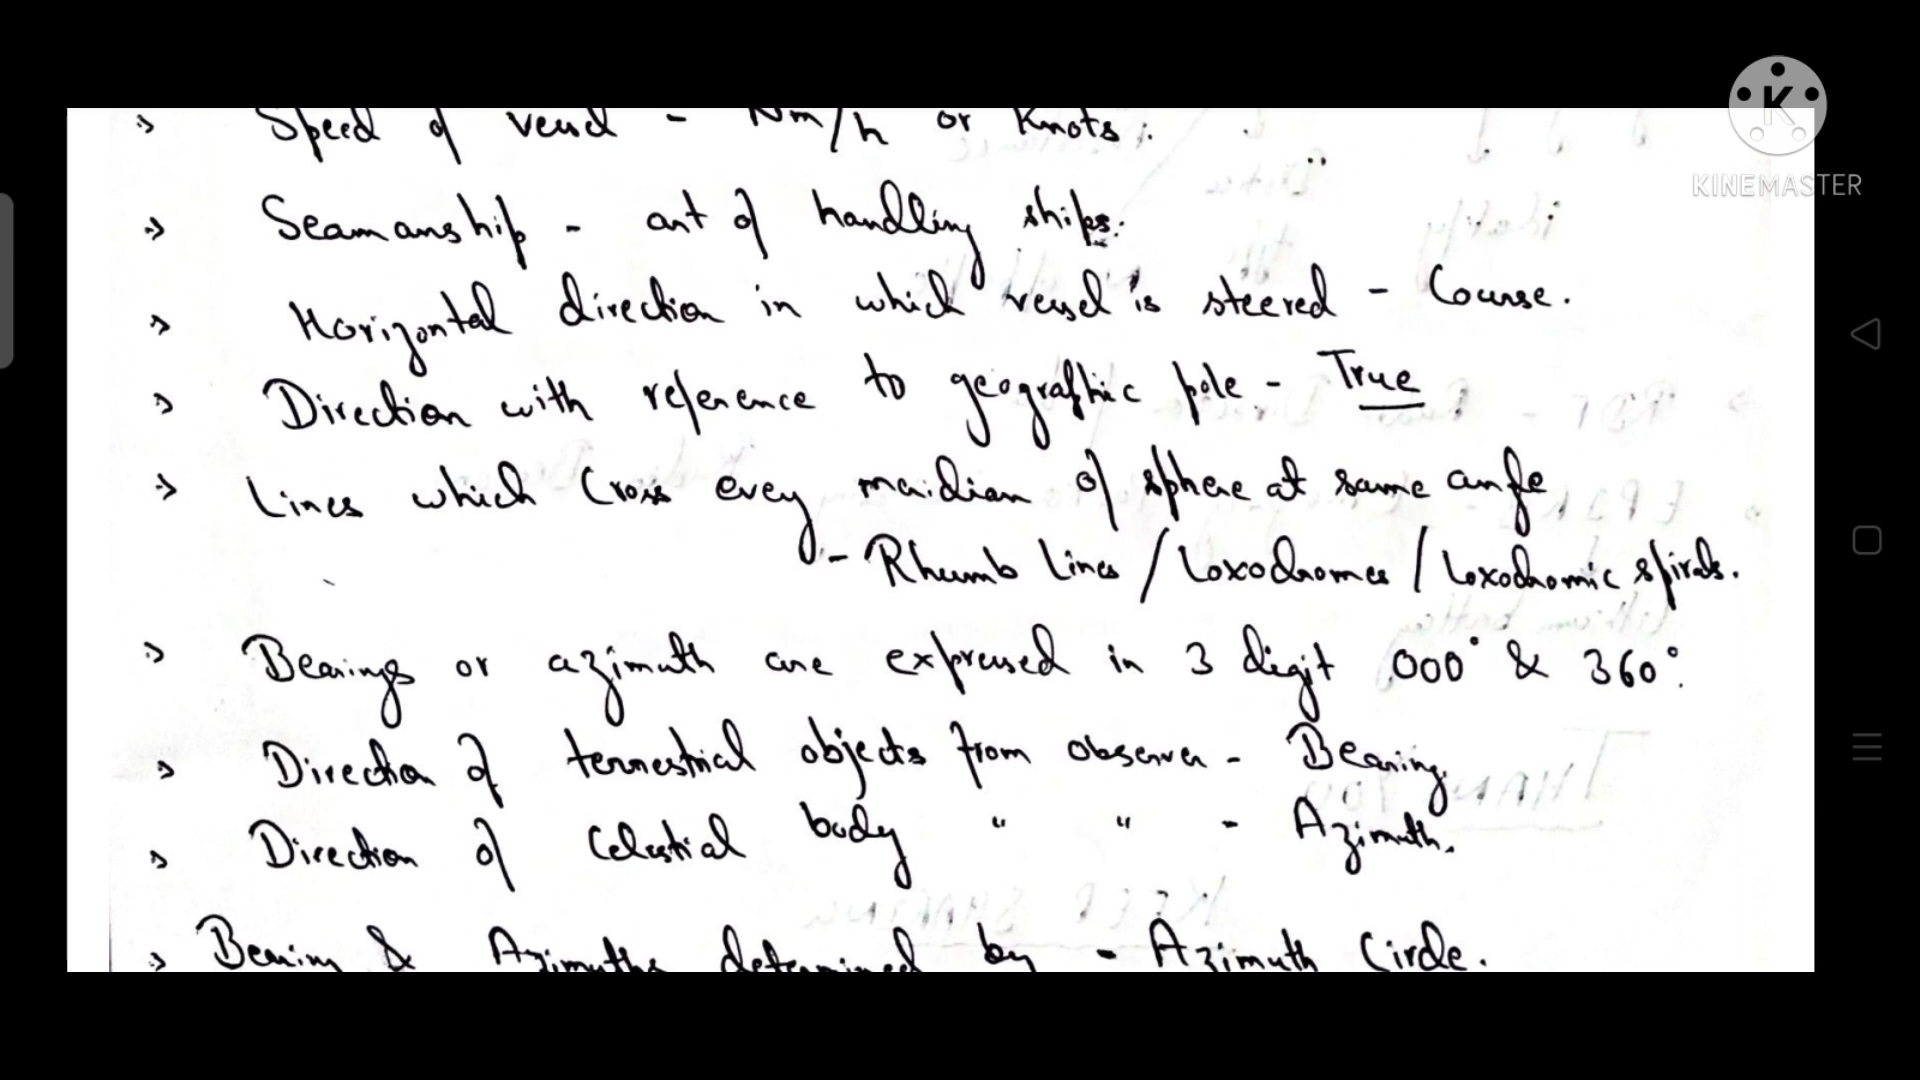 Speed of vessel - Nm/h or Knots.
Seamanship - art of handling ships.
Horizontal direction in which vessel is steered - Course.
Direction with reference to geographic pole - True
Lines which Cross every meridian of sphere at same angle
- Rhumb lines / Loxodromes / Loxodromic spirals.
Bearings or azimuth are expressed in 3 digit 000° & 360°.
Direction of terrestrial objects from observer - Bearing.
Direction of Celestial body " " - Azimuth.
Bearing & Azimuths determined by - Azimuth Circle.
K
KINEMASTER